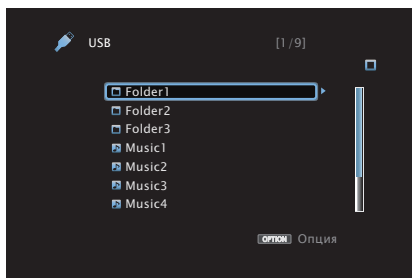 USB [1/9]
Folder1
Folder2
Folder3
Music1
Music2
Music3
Music4
OPTION Опция